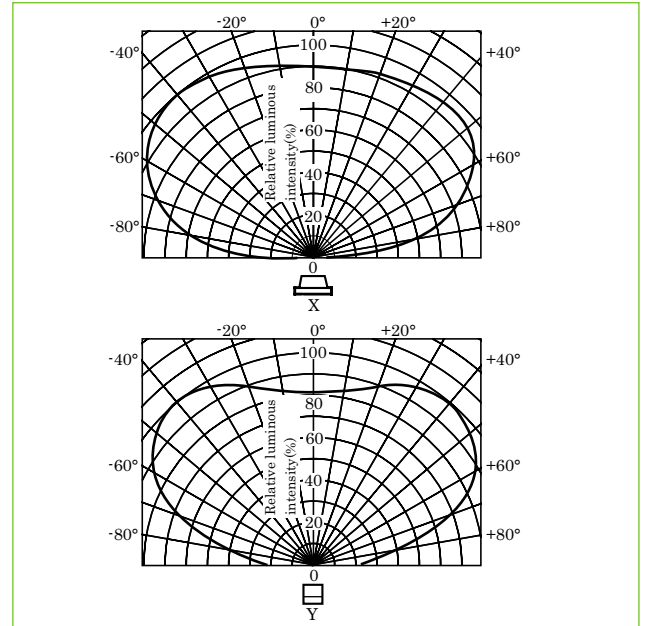 -20° 0° +20°
-40° 100 +40°
80
Relative luminous
intensity(%)
60
-60° +60°
40
20
-80° +80°
0
X
-20° 0° +20°
-40° 100 +40°
80
Relative luminous
intensity(%)
60
-60° +60°
40
20
-80° +80°
0
Y